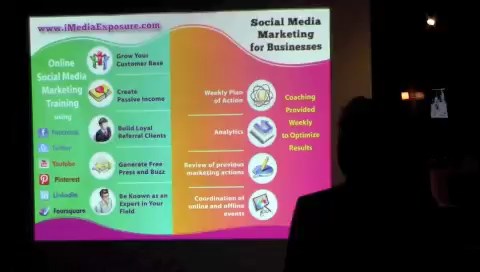 www.iMediaExposure.com
Social Media
Marketing
for Businesses
Online
Social Media
Marketing
Training
using
Facebook
Twitter
Youtube
Pinterest
LinkedIn
Foursquare
Grow Your
Customer Base
Create
Passive Income
Build Loyal
Referral Clients
Generate Free
Press and Buzz
Be Known as an
Expert in Your
Field
Weekly Plan
of Action
Analytics
Review of previous
marketing actions
Coordination of
online and offline
events
Coaching
Provided
Weekly
to Optimize
Results